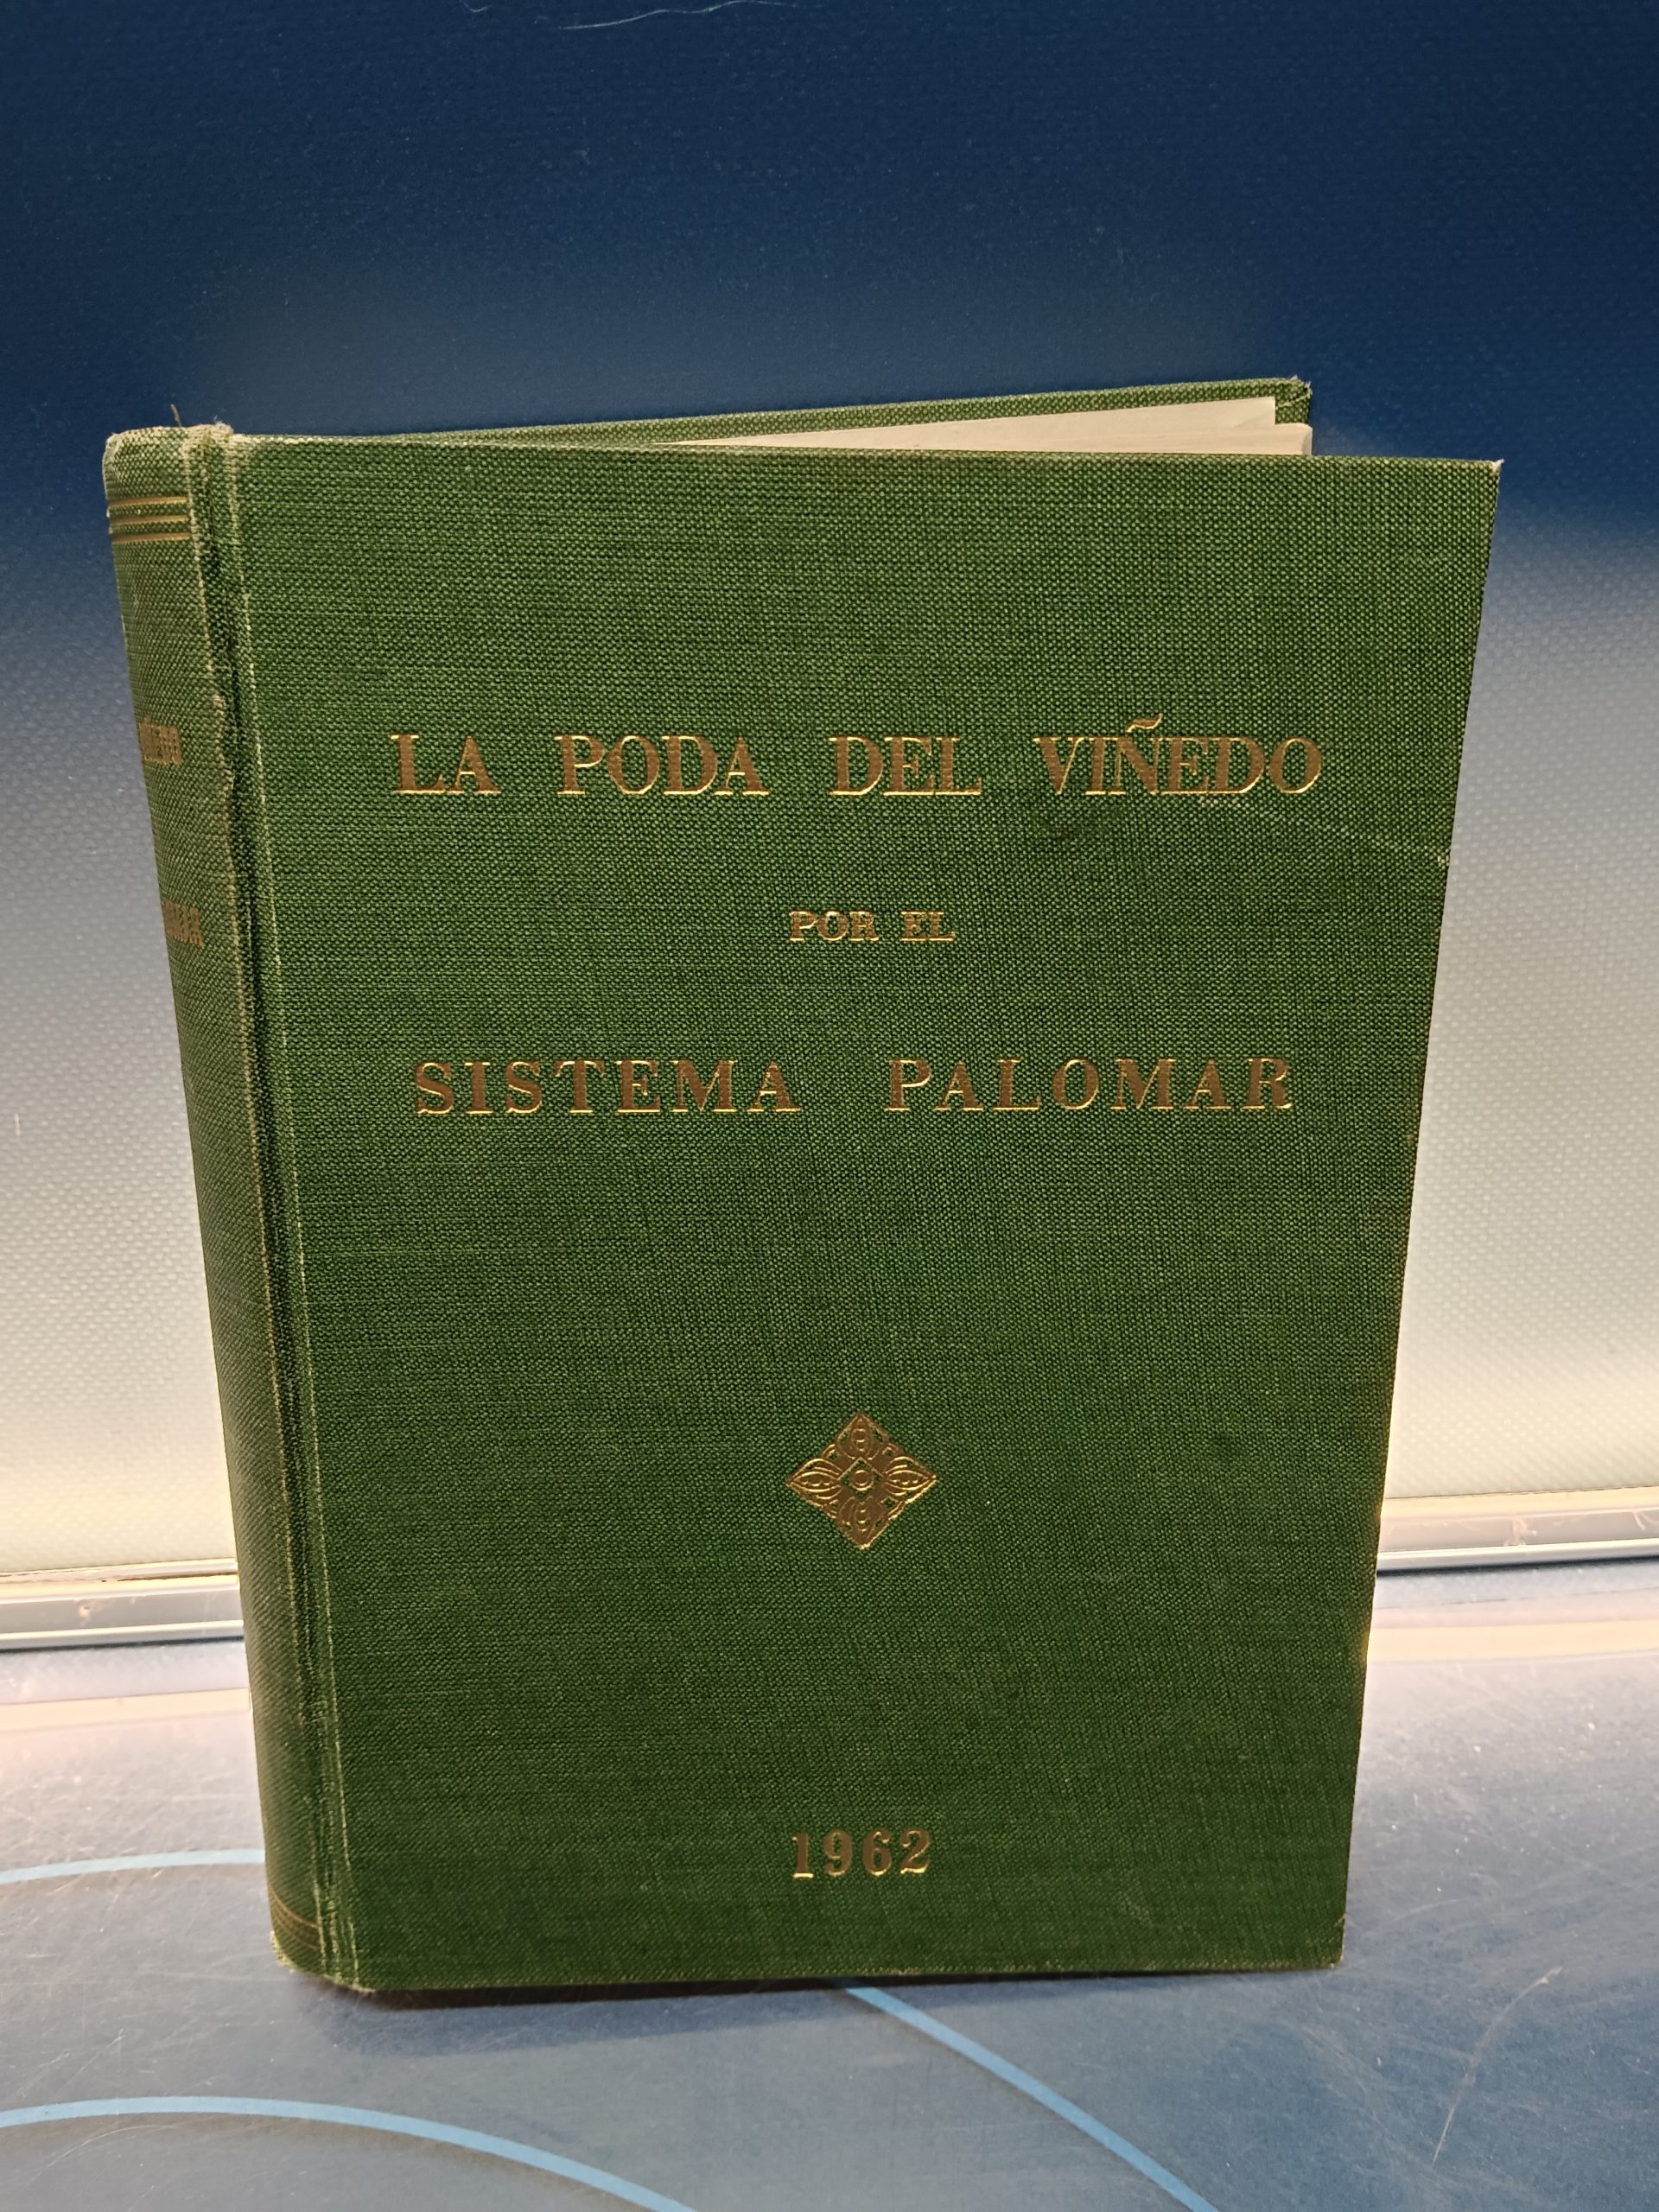 LA PODA DEL VIÑEDO
POR EL
SISTEMA PALOMAR
1962